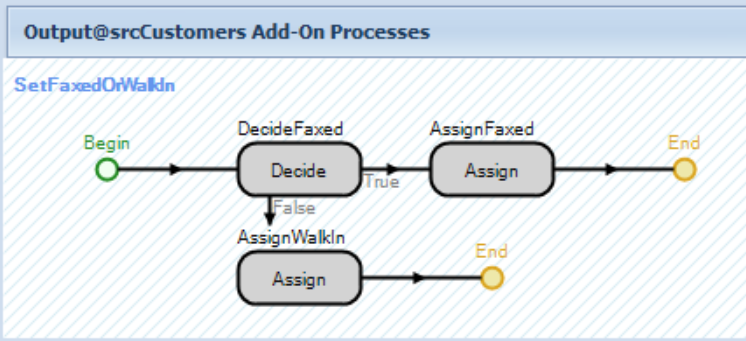 Output@srcCustomers Add-On Processes
SetFaxedOrWalkIn
DecideFaxed
AssignFaxed
Begin
End
Decide
True
Assign
False
AssignWalkIn
End
Assign